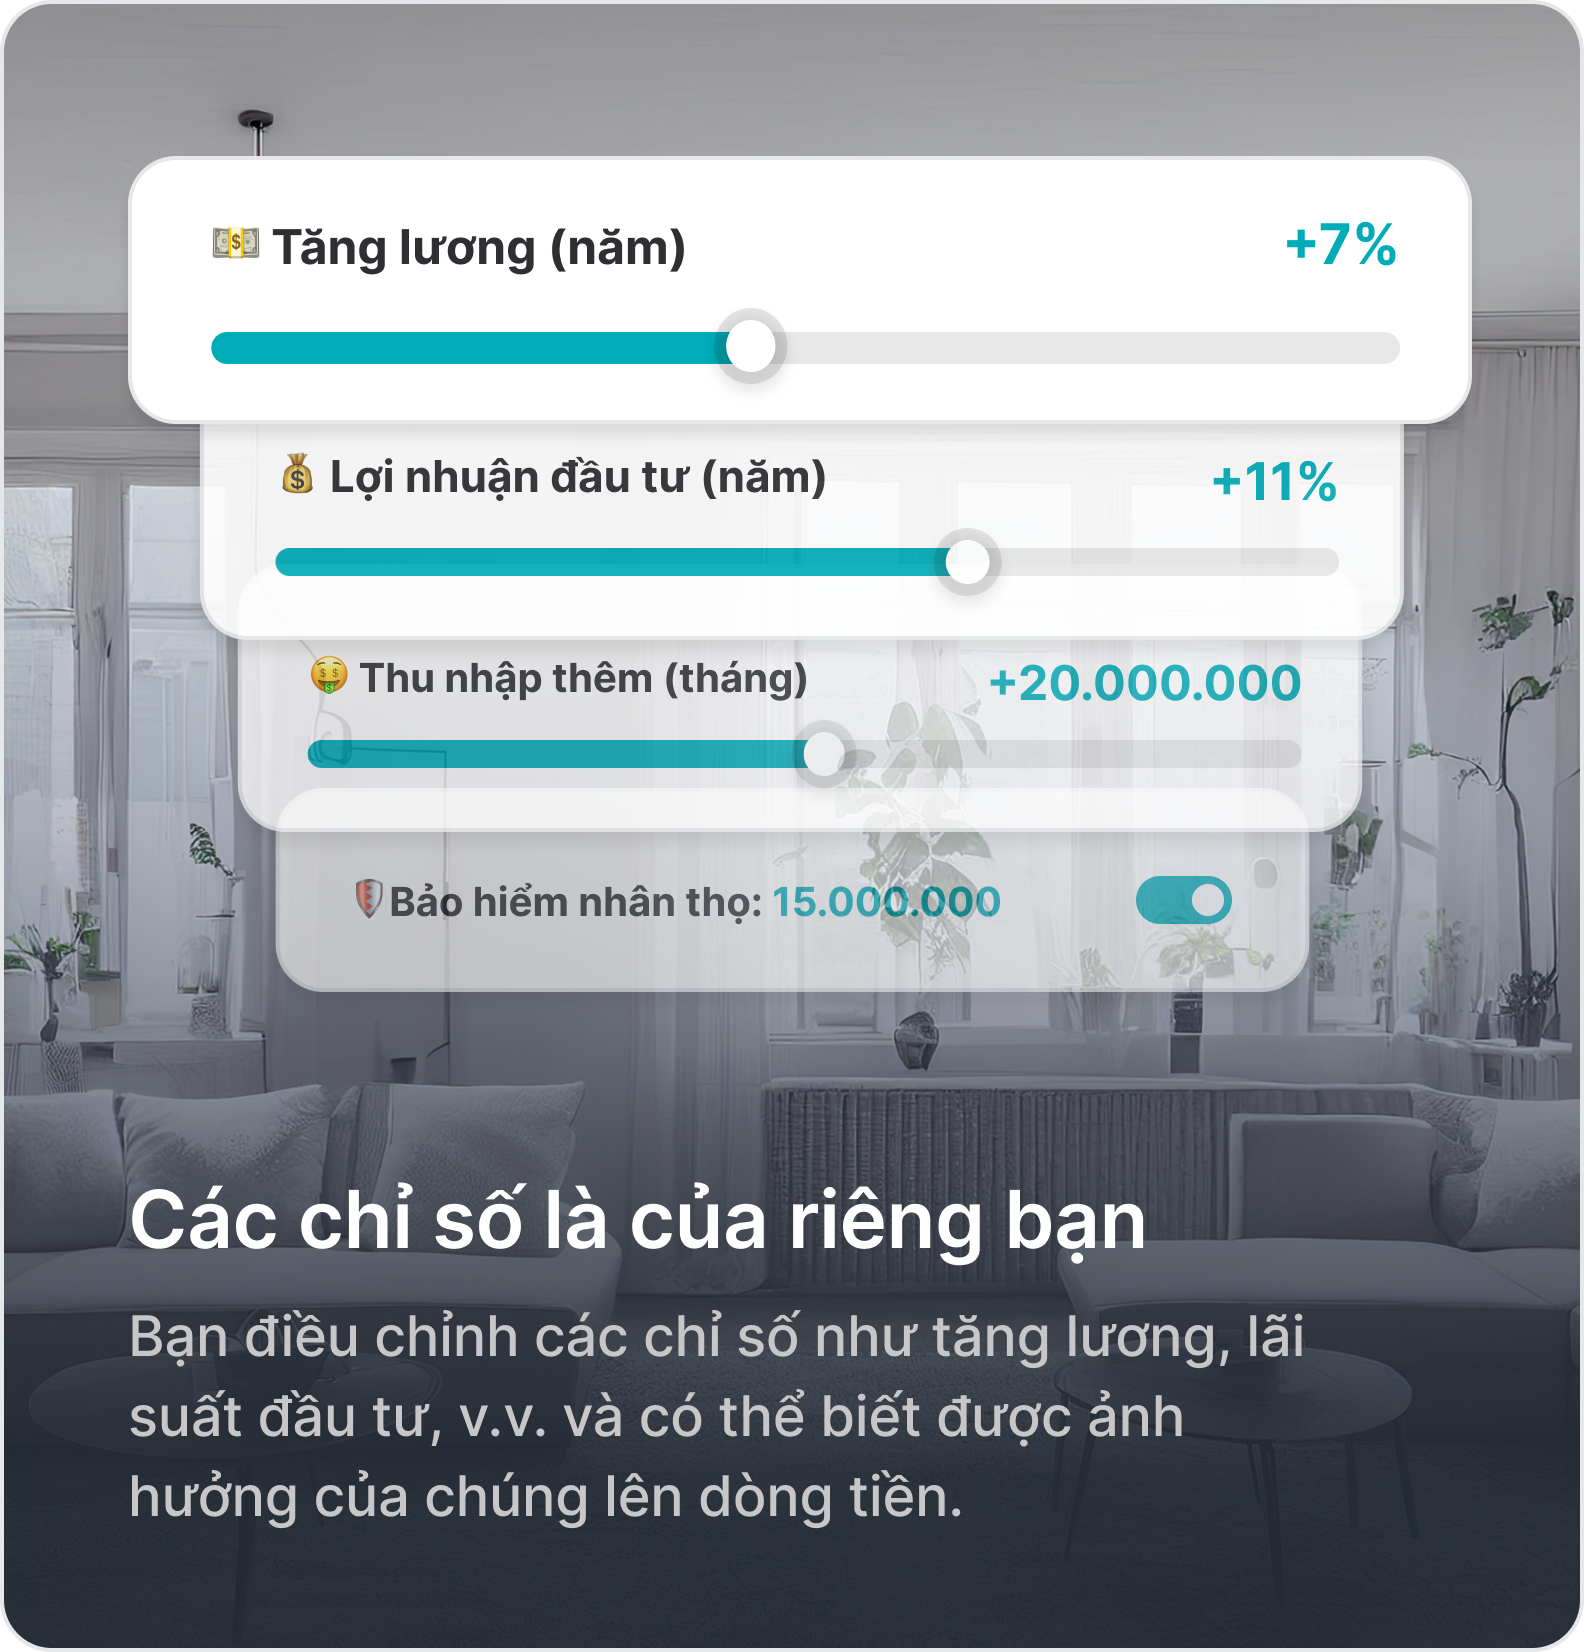 Tăng lương (năm) +7%
Lợi nhuận đầu tư (năm) +11%
Thu nhập thêm (tháng) +20.000.000
Bảo hiểm nhân thọ: 15.000.000
Các chỉ số là của riêng bạn
Bạn điều chỉnh các chỉ số như tăng lương, lãi
suất đầu tư, v.v. và có thể biết được ảnh
hưởng của chúng lên dòng tiền.